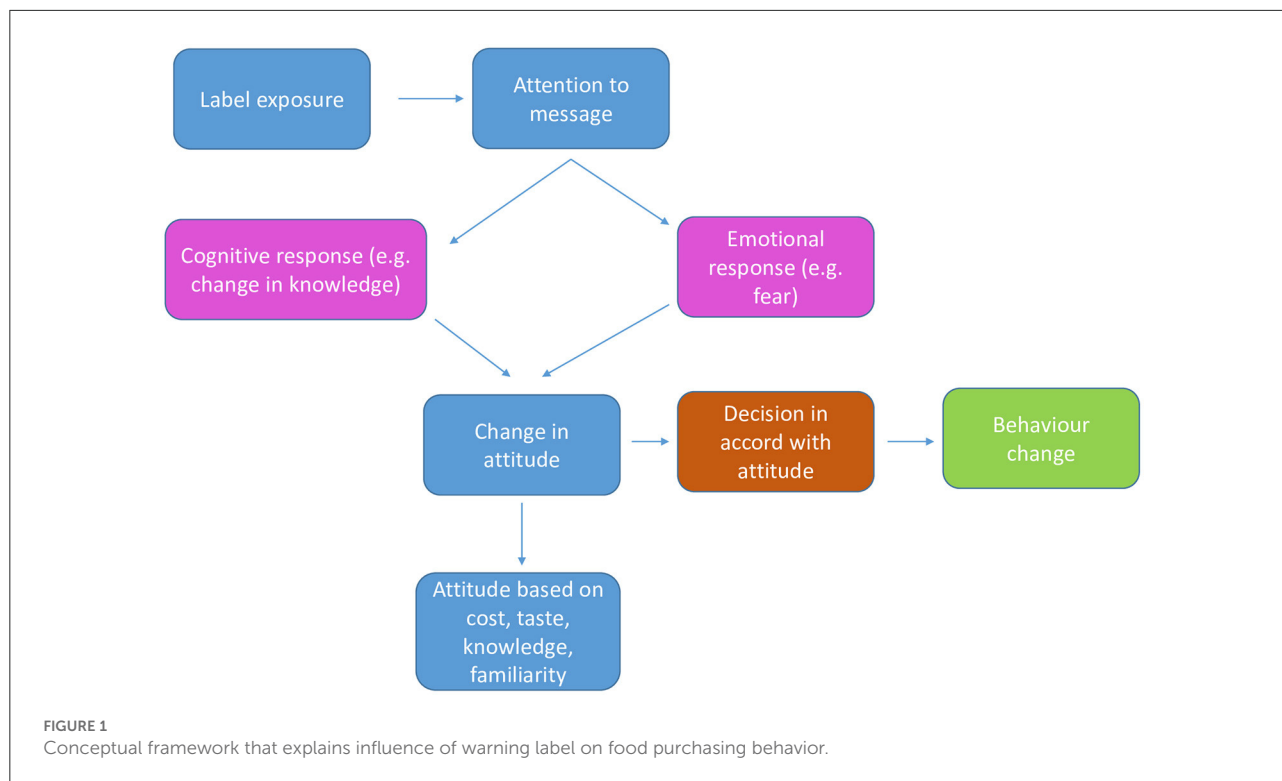 Label exposure
Attention to
message
Cognitive response (e.g.
change in knowledge)
Emotional
response (e.g.
fear)
Change in
attitude
Decision in
accord with
attitude
Behaviour
change
Attitude based on
cost, taste,
knowledge,
familiarity
FIGURE 1
Conceptual framework that explains influence of warning label on food purchasing behavior.